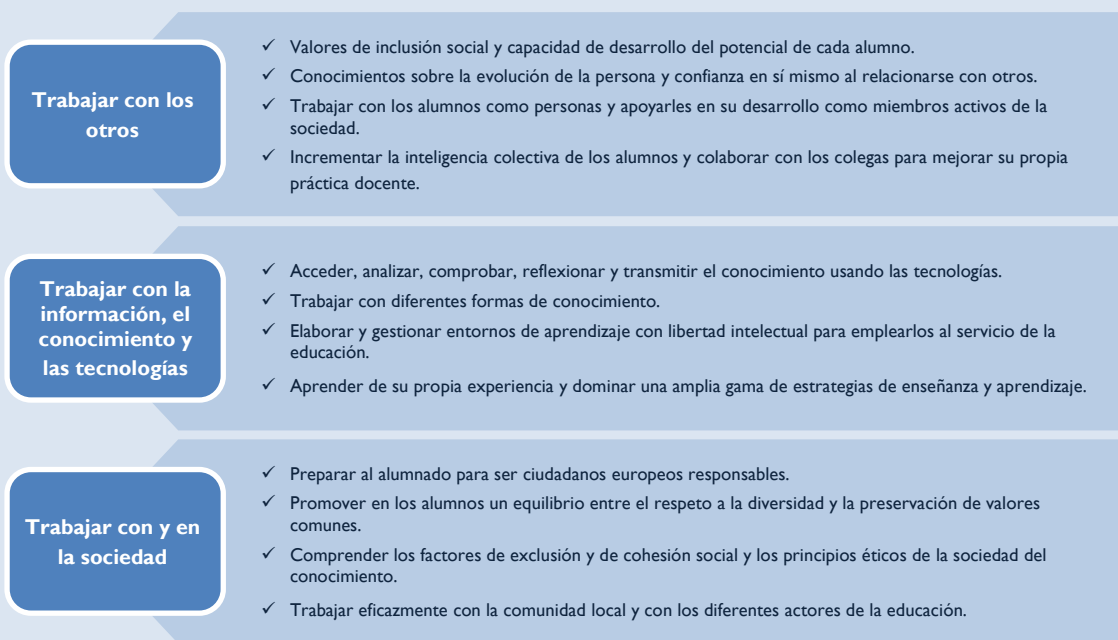 Trabajar con los
otros
✓ Valores de inclusión social y capacidad de desarrollo del potencial de cada alumno.
✓ Conocimientos sobre la evolución de la persona y confianza en sí mismo al relacionarse con otros.
✓ Trabajar con los alumnos como personas y apoyarles en su desarrollo como miembros activos de la
sociedad.
✓ Incrementar la inteligencia colectiva de los alumnos y colaborar con los colegas para mejorar su propia
práctica docente.
Trabajar con la
información, el
conocimiento y
las tecnologías
✓ Acceder, analizar, comprobar, reflexionar y transmitir el conocimiento usando las tecnologías.
✓ Trabajar con diferentes formas de conocimiento.
✓ Elaborar y gestionar entornos de aprendizaje con libertad intelectual para emplearlos al servicio de la
educación.
✓ Aprender de su propia experiencia y dominar una amplia gama de estrategias de enseñanza y aprendizaje.
Trabajar con y en
la sociedad
✓ Preparar al alumnado para ser ciudadanos europeos responsables.
✓ Promover en los alumnos un equilibrio entre el respeto a la diversidad y la preservación de valores
comunes.
✓ Comprender los factores de exclusión y de cohesión social y los principios éticos de la sociedad del
conocimiento.
✓ Trabajar eficazmente con la comunidad local y con los diferentes actores de la educación.